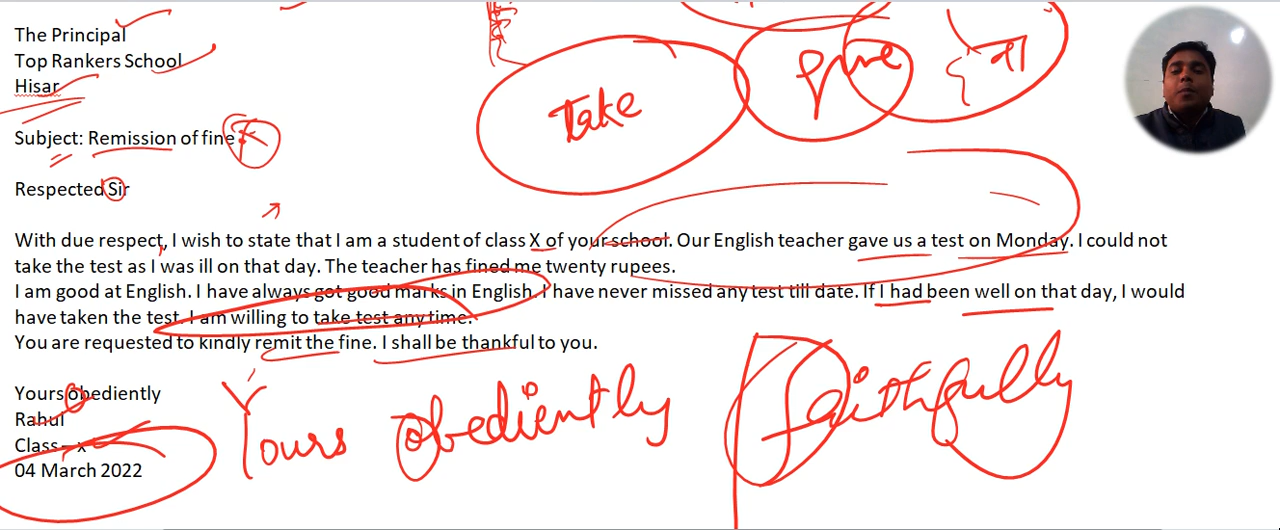 The Principal
Top Rankers School
Hisar
Subject: Remission of fine
Respected Sir
Take
fine
With due respect, I wish to state that I am a student of class X of your school. Our English teacher gave us a test on Monday. I could not
take the test as I was ill on that day. The teacher has fined me twenty rupees.
I am good at English. I have always got good marks in English. I have never missed any test till date. If I had been well on that day, I would
have taken the test. I am willing to take test any time.
You are requested to kindly remit the fine. I shall be thankful to you.
Yours obediently
Rahul
Class - x
04 March 2022
Yours obediently faithfully